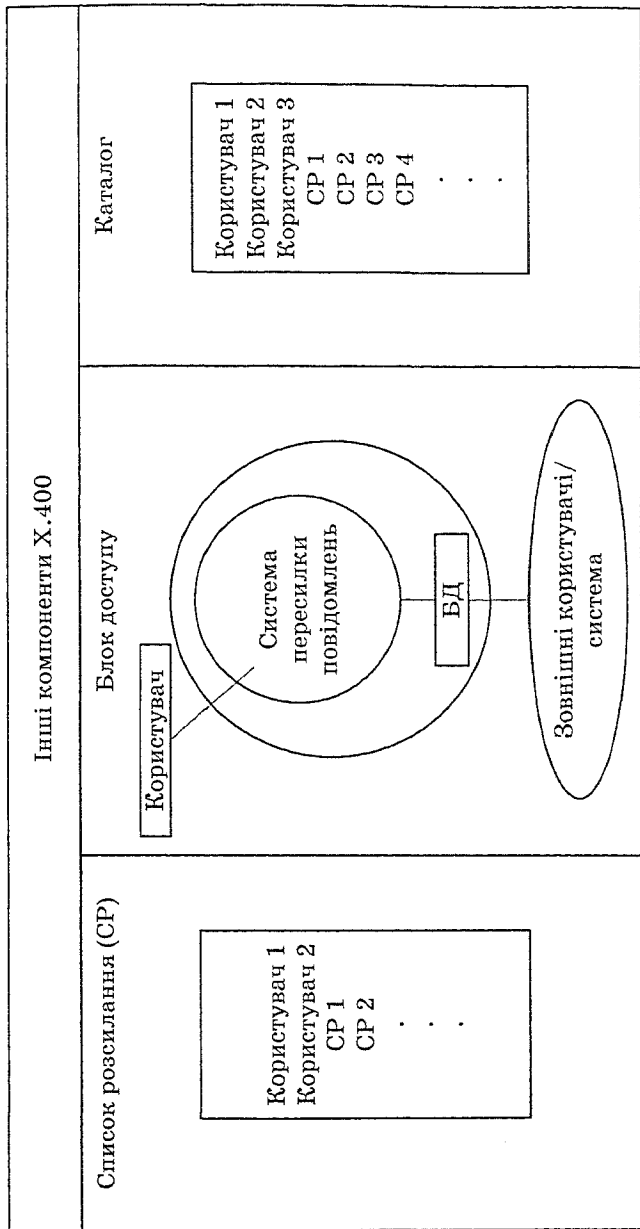 Інші компоненти X.400
Список розсилання (СР)
Користувач 1
Користувач 2
СР 1
СР 2
.
.
.
Блок доступу
Користувач
Система
пересилки
повідомлень
БД
Зовнішні користувачі/
система
Каталог
Користувач 1
Користувач 2
Користувач 3
СР 1
СР 2
СР 3
СР 4
.
.
.